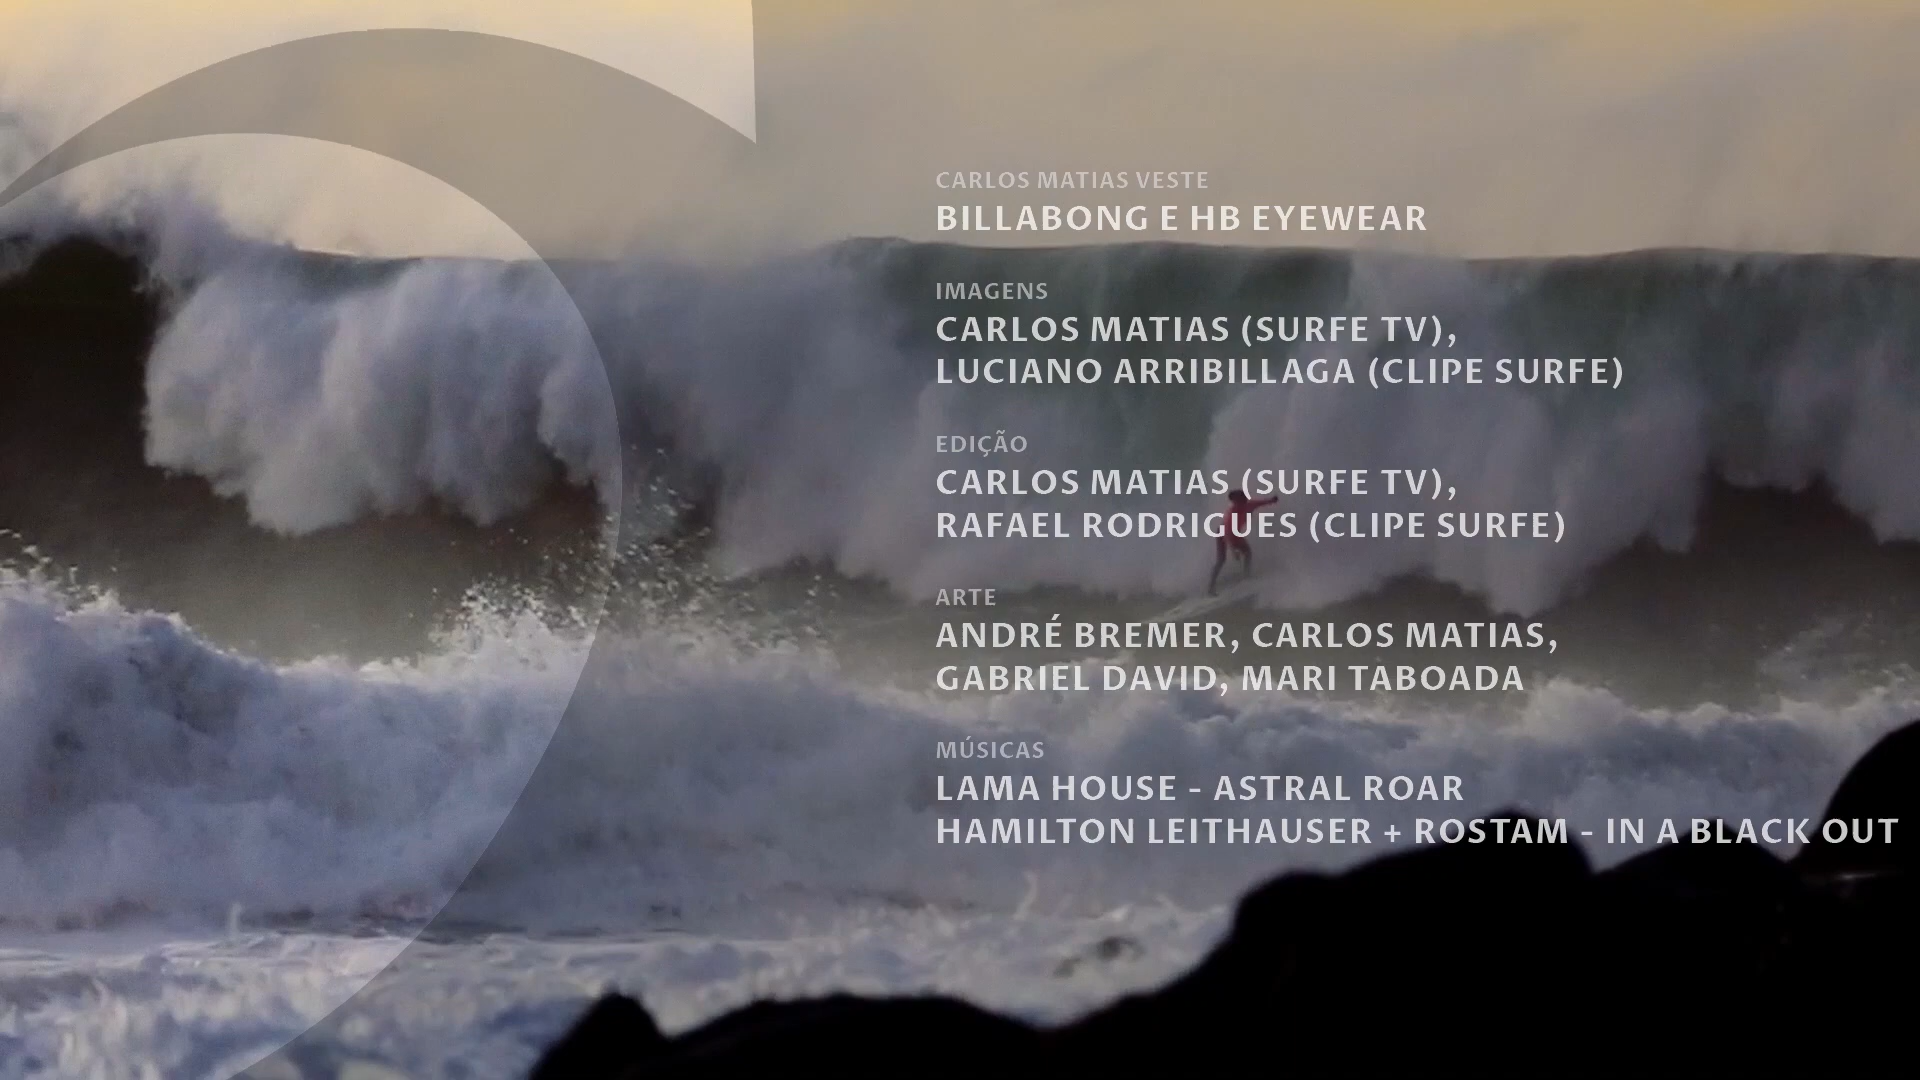 CARLOS MATIAS VESTE
BILLABONG E HB EYEWEAR
IMAGENS
CARLOS MATIAS (SURFE TV),
LUCIANO ARRIBILLAGA (CLIPE SURFE)
EDIÇÃO
CARLOS MATIAS (SURFE TV),
RAFAEL RODRIGUES (CLIPE SURFE)
ARTE
ANDRÉ BREMER, CARLOS MATIAS,
GABRIEL DAVID, MARI TABOADA
MÚSICAS
LAMA HOUSE - ASTRAL ROAR
HAMILTON LEITHAUSER + ROSTAM - IN A BLACK OUT